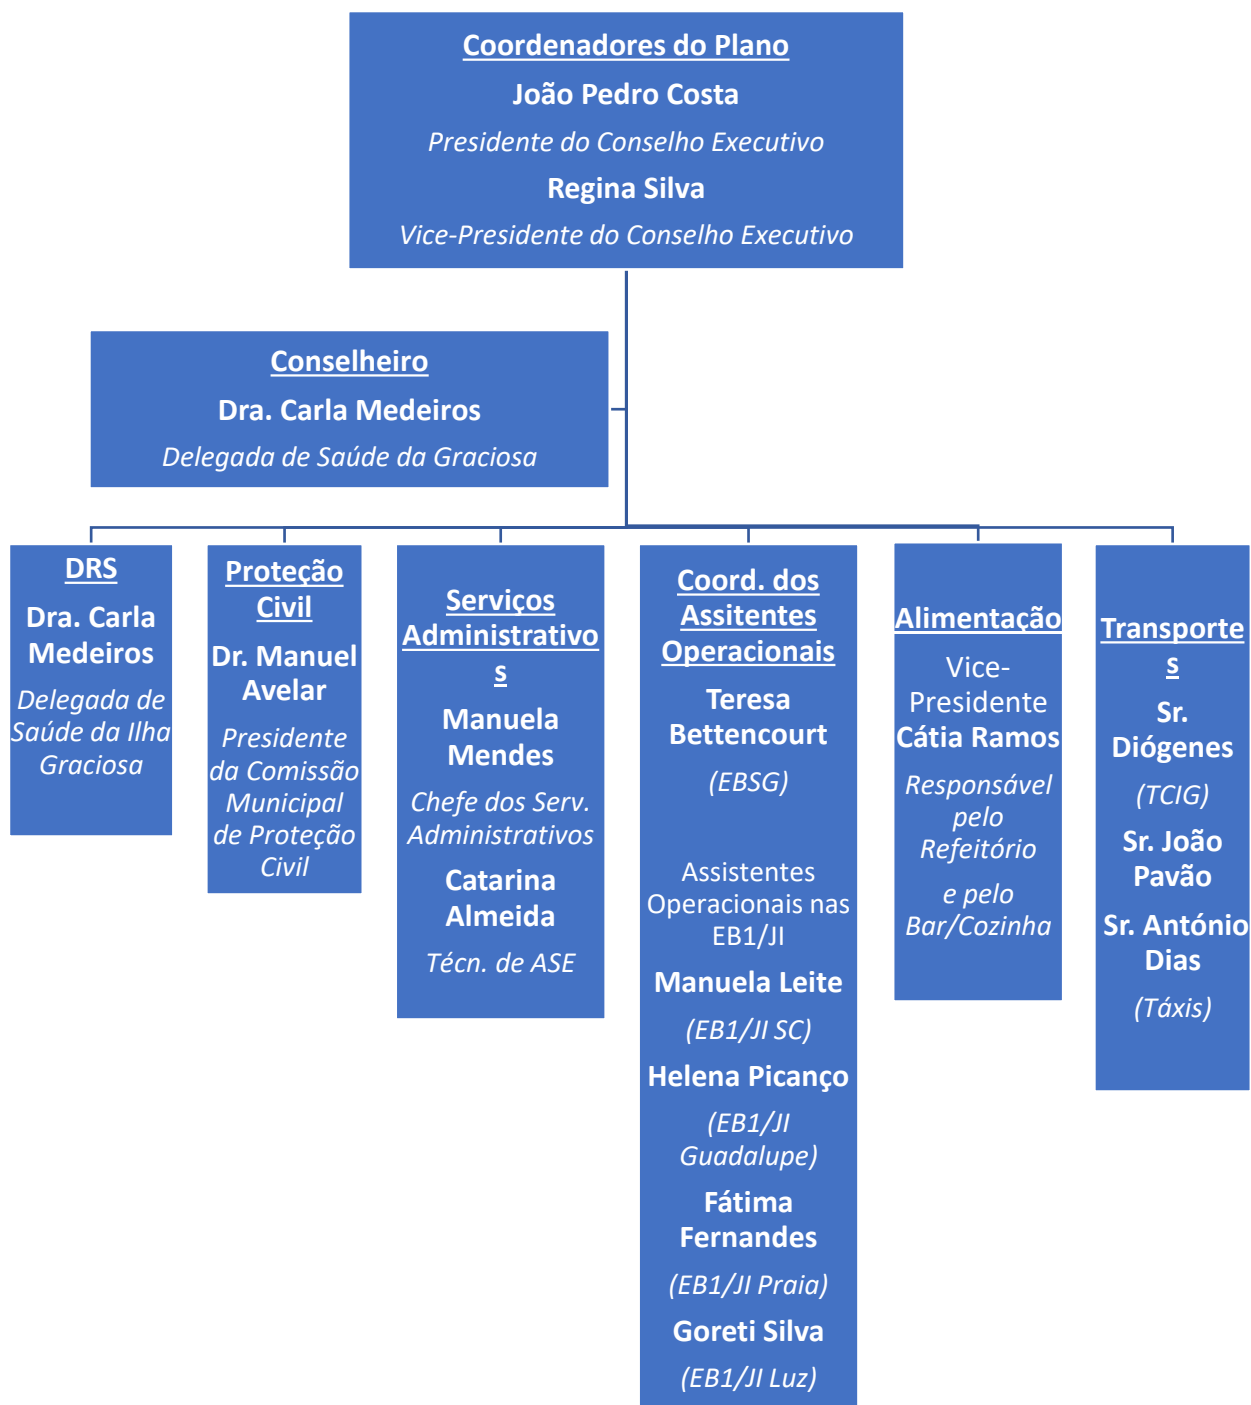 Coordenadores do Plano
João Pedro Costa
Presidente do Conselho Executivo
Regina Silva
Vice-Presidente do Conselho Executivo
Conselheiro
Dra. Carla Medeiros
Delegada de Saúde da Graciosa
DRS
Dra. Carla
Medeiros
Delegada de
Saúde da Ilha
Graciosa
Proteção
Civil
Dr. Manuel
Avelar
Presidente
da Comissão
Municipal
de Proteção
Civil
Serviços
Administrativo
s
Manuela
Mendes
Chefe dos Serv.
Administrativos
Catarina
Almeida
Técn. de ASE
Coord. dos
Assitentes
Operacionais
Teresa
Bettencourt
(EBSG)
Assistentes
Operacionais nas
EB1/JI
Manuela Leite
(EB1/JI SC)
Helena Picanço
(EB1/JI
Guadalupe)
Fátima
Fernandes
(EB1/JI Praia)
Goreti Silva
(EB1/JI Luz)
Alimentação
Vice-
Presidente
Cátia Ramos
Responsável
pelo
Refeitório
e pelo
Bar/Cozinha
Transporte
s
Sr.
Diógenes
(TCIG)
Sr. João
Pavão
Sr. António
Dias
(Táxis)